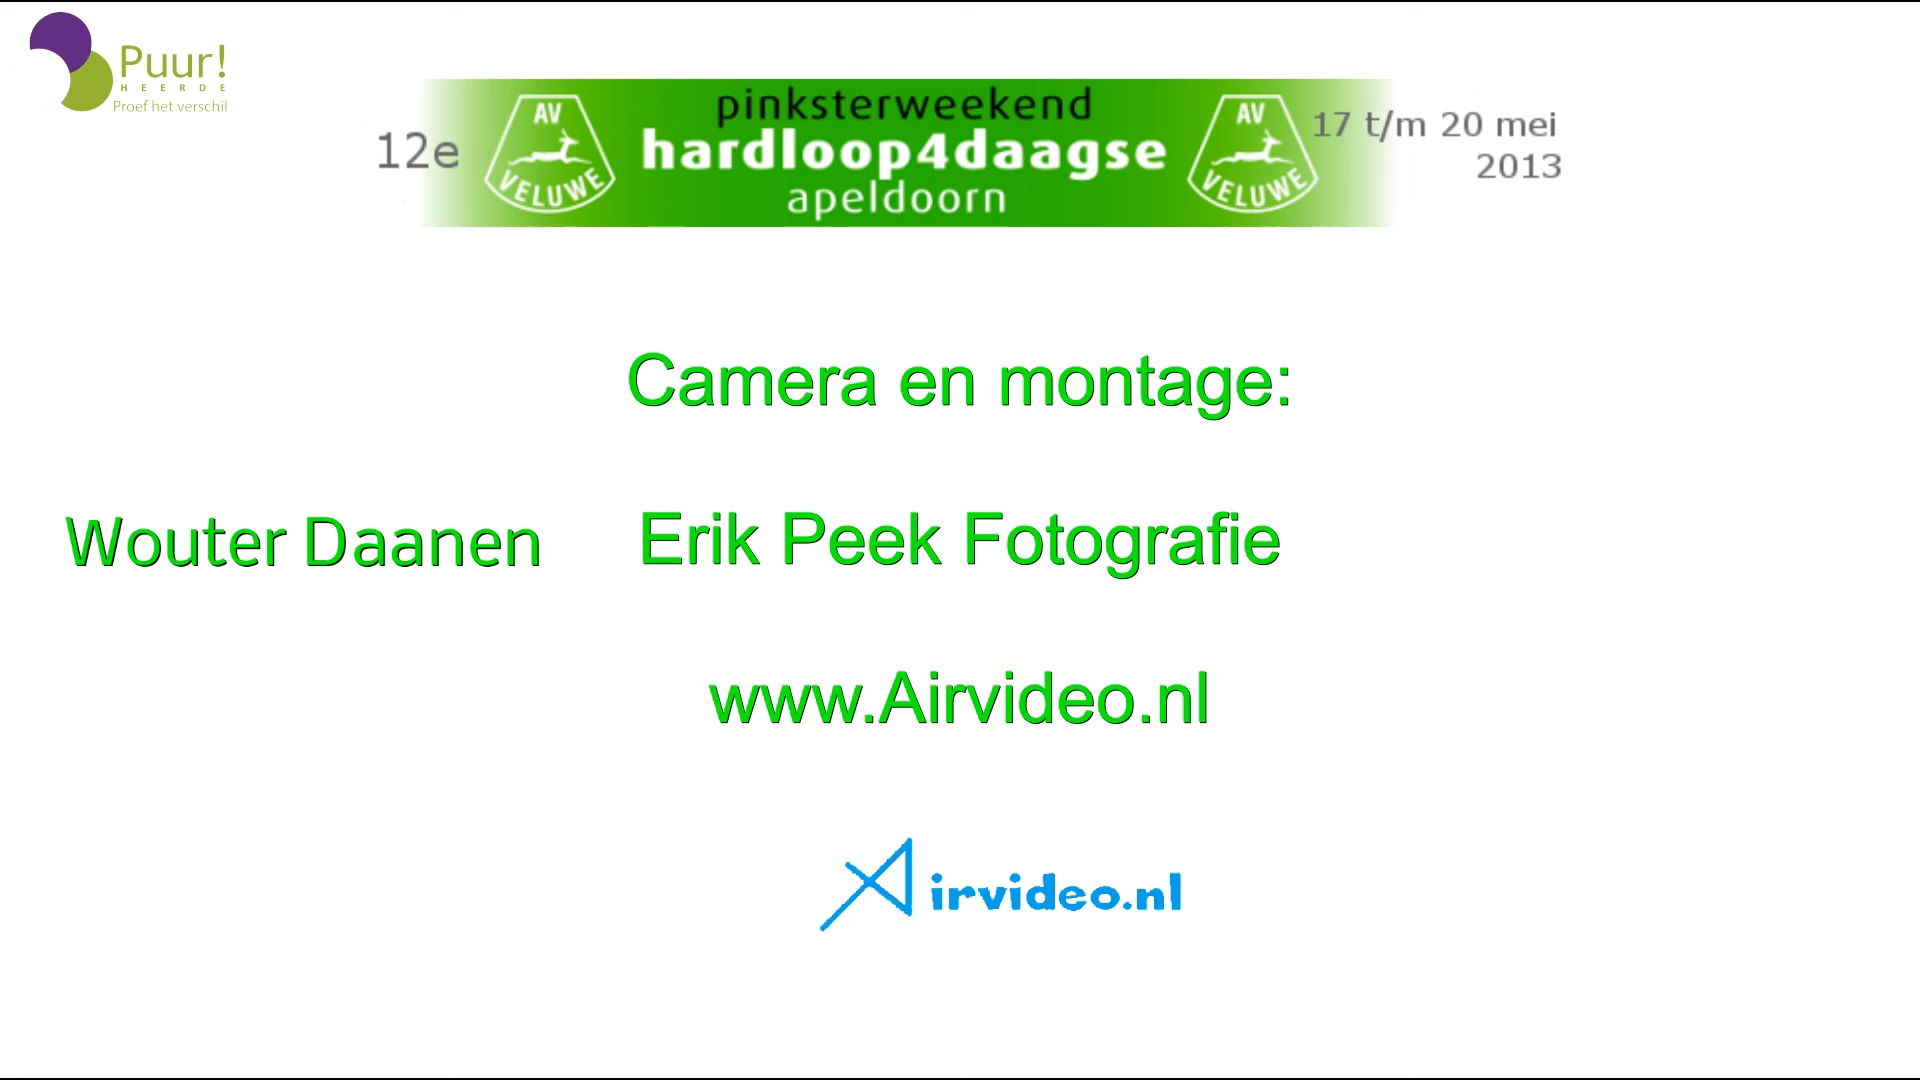 Puur!
HEERDE
Proef het verschil
12e
AV
VELUWE
pinksterweekend
hardloop4daagse
apeldoorn
AV
VELUWE
17 t/m 20 mei
2013
Camera en montage:
Wouter Daanen
Erik Peek Fotografie
www.Airvideo.nl
Airvideo.nl